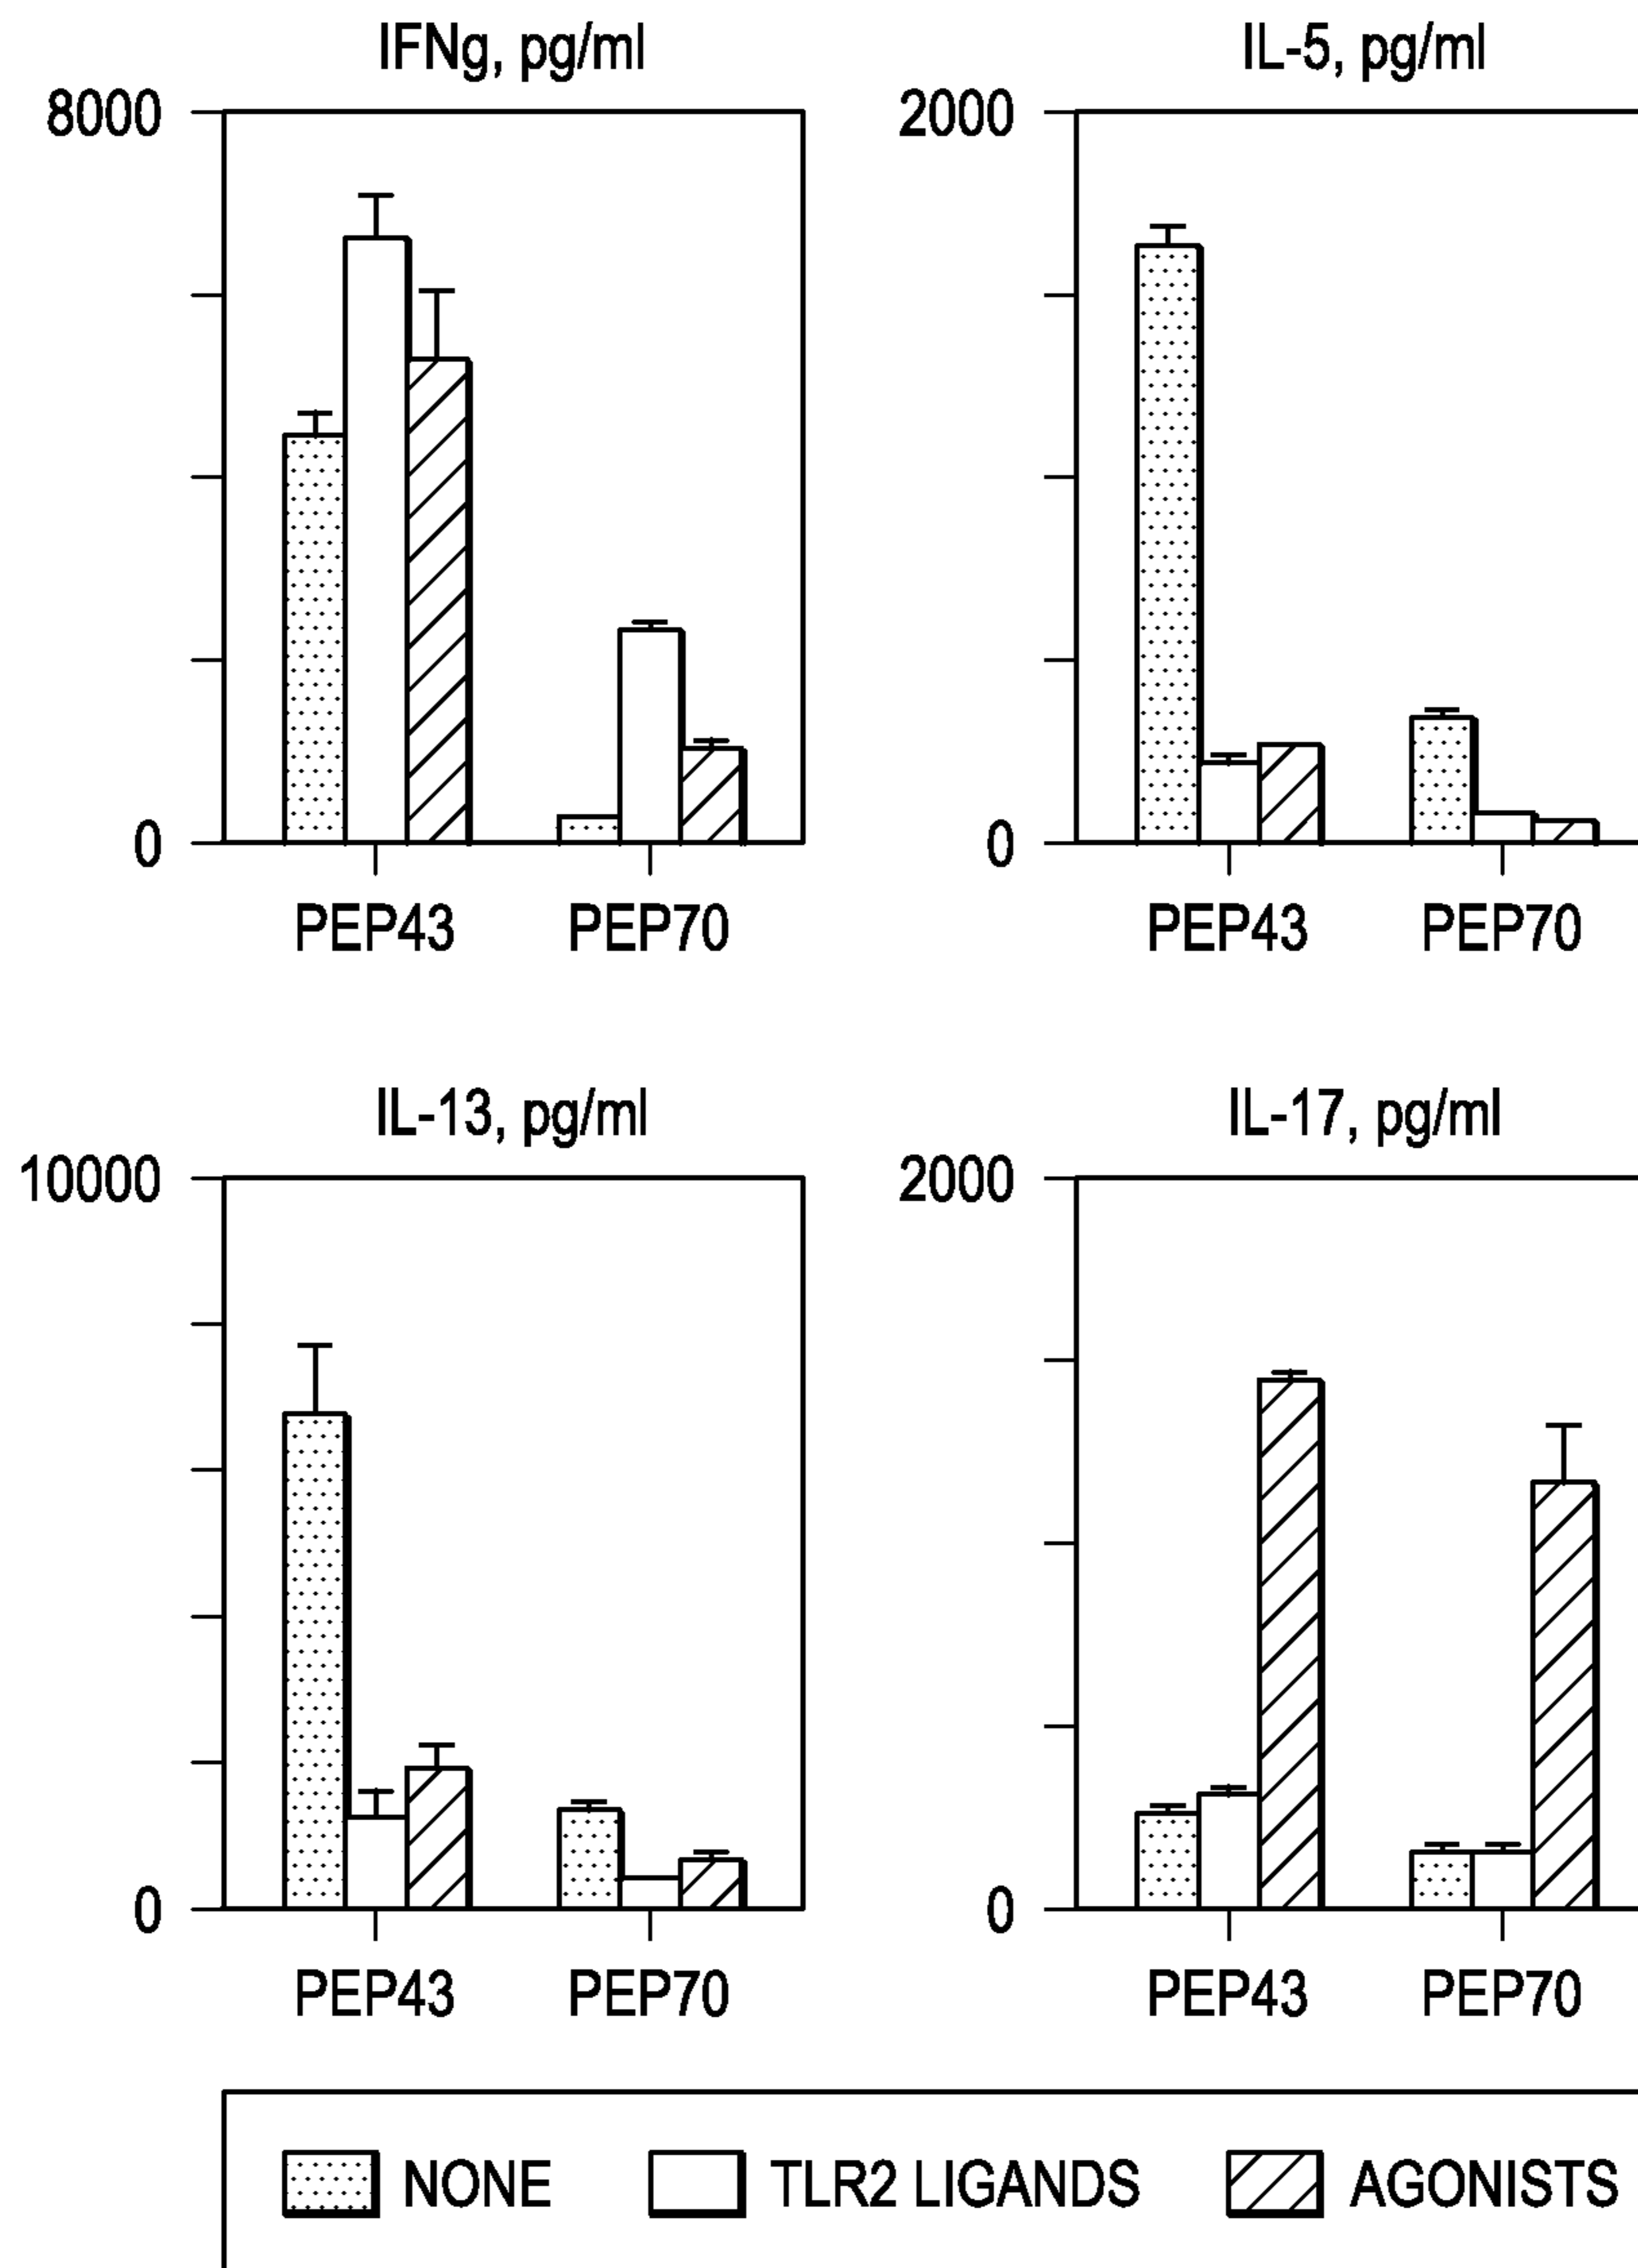 IFNg, pg/ml
8000
0
PEP43 PEP70
IL-5, pg/ml
2000
0
PEP43 PEP70
IL-13, pg/ml
10000
0
PEP43 PEP70
IL-17, pg/ml
2000
0
PEP43 PEP70
NONE TLR2 LIGANDS AGONISTS